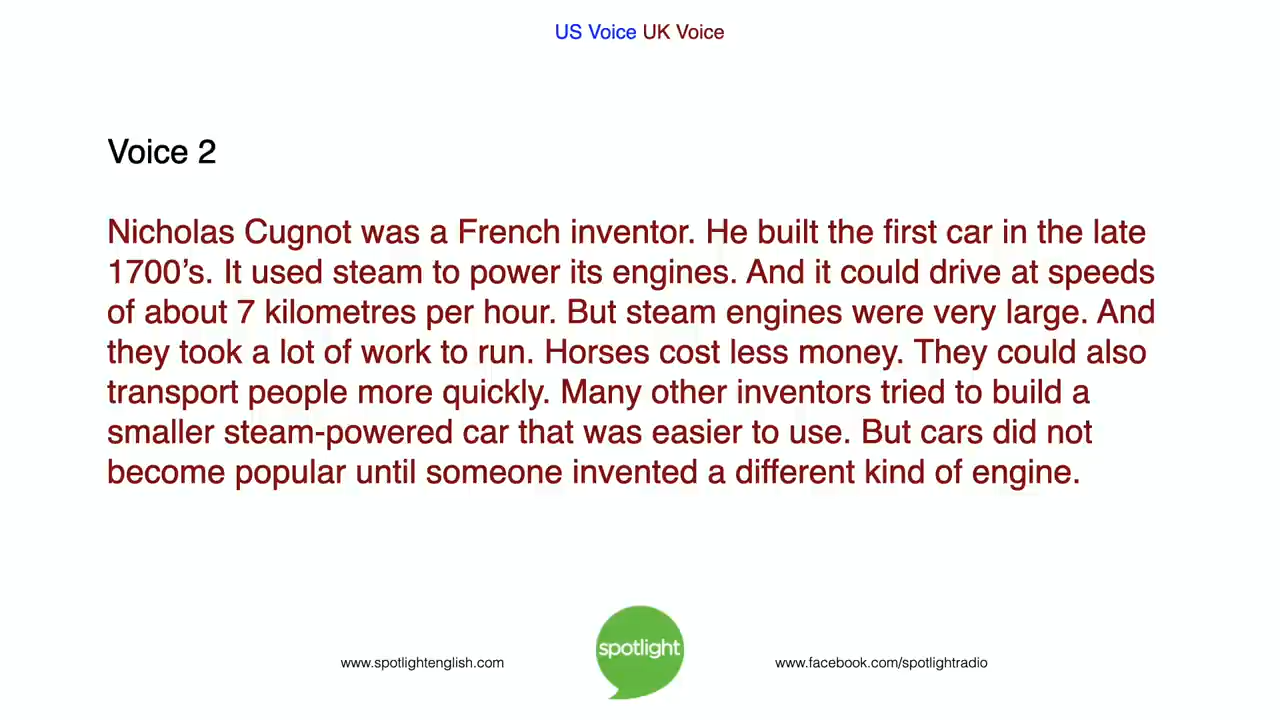 US Voice UK Voice
Voice 2
Nicholas Cugnot was a French inventor. He built the first car in the late
1700’s. It used steam to power its engines. And it could drive at speeds
of about 7 kilometres per hour. But steam engines were very large. And
they took a lot of work to run. Horses cost less money. They could also
transport people more quickly. Many other inventors tried to build a
smaller steam-powered car that was easier to use. But cars did not
become popular until someone invented a different kind of engine.
www.spotlightenglish.com
spotlight
www.facebook.com/spotlightradio